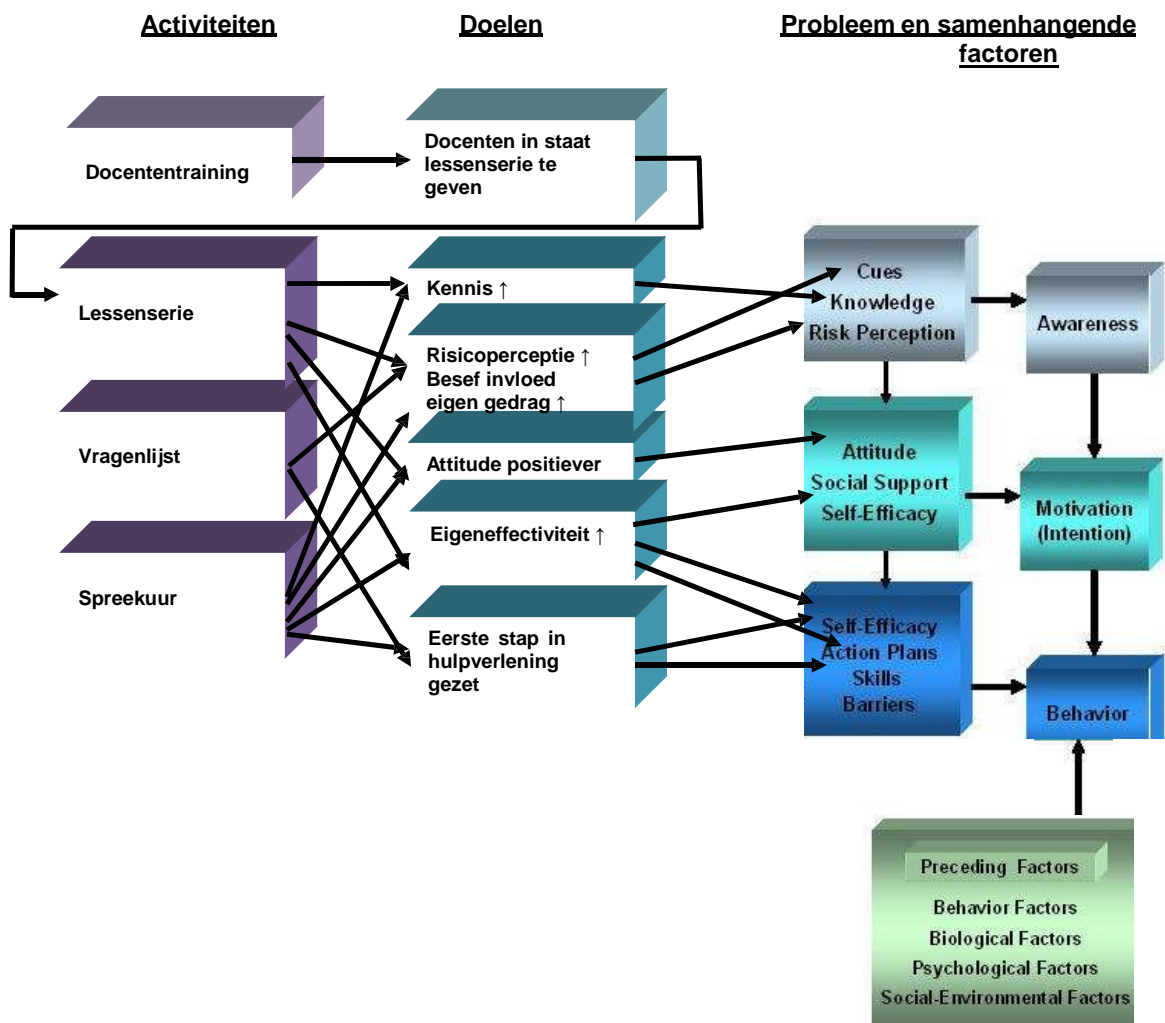 Activiteiten
Doelen
Probleem en samenhangende
factoren
Docententraining
Docenten in staat
lessenserie te
geven
Lessenserie
Vragenlijst
Spreekuur
Kennis ↑
Risicoperceptie ↑
Besef invloed
eigen gedrag ↑
Attitude positiever
Eigeneffectiviteit ↑
Eerste stap in
hulpverlening
gezet
Cues
Knowledge
Risk Perception
Awareness
Attitude
Social Support
Self-Efficacy
Motivation
(Intention)
Self-Efficacy
Action Plans
Skills
Barriers
Behavior
Preceding Factors
Behavior Factors
Biological Factors
Psychological Factors
Social-Environmental Factors